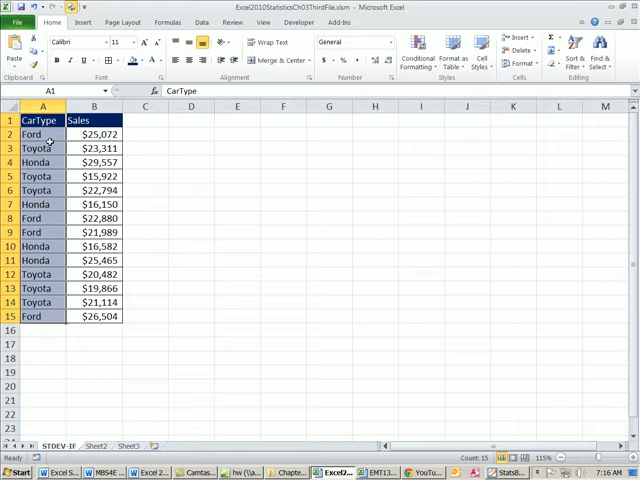 Excel2010StatisticsCh03ThirdFile.xlsm - Microsoft Excel
File Home Insert Page Layout Formulas Data Review View Developer Add-Ins
Paste Calibri 11 Wrap Text General Conditional Formatting Format as Table Cell Styles Insert Sort & Filter Find & Select
B I U Merge & Center $ % , Delete
Format
Clipboard Font Alignment Number Styles Cells Editing
A1 fx CarType
A B C D E F G H I J K L M
1 CarType Sales
2 Ford $25,072
3 Toyota $23,311
4 Honda $29,557
5 Toyota $15,922
6 Toyota $22,794
7 Honda $16,150
8 Ford $22,880
9 Ford $21,989
10 Honda $16,582
11 Honda $25,465
12 Toyota $20,482
13 Toyota $19,866
14 Toyota $21,114
15 Ford $26,504
16
17
18
19
20
21
22
23
STDEV-IF Sheet2 Sheet3
Ready Count: 15 115%
Start Excel S... MBS4E ... Excel 2... Camtas... hw (\\a... Chapte... Excel2... EMT13... YouTu... StatsB... 7:16 AM